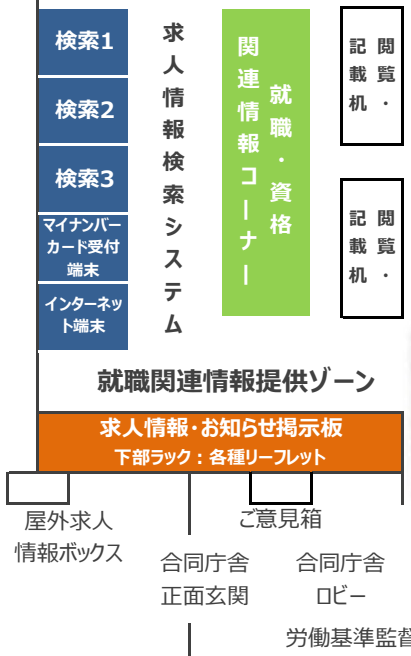 検索1
検索2
検索3
マイナンバー
カード受付
端末
インターネッ
ト端末
求人情報検索システム
就職・資格
関連情報コーナー
閲覧・
記載机
閲覧・
記載机
就職関連情報提供ゾーン
求人情報・お知らせ掲示板
下部ラック：各種リーフレット
屋外求人
情報ボックス
ご意見箱
合同庁舎
正面玄関
合同庁舎
ロビー
労働基準監督